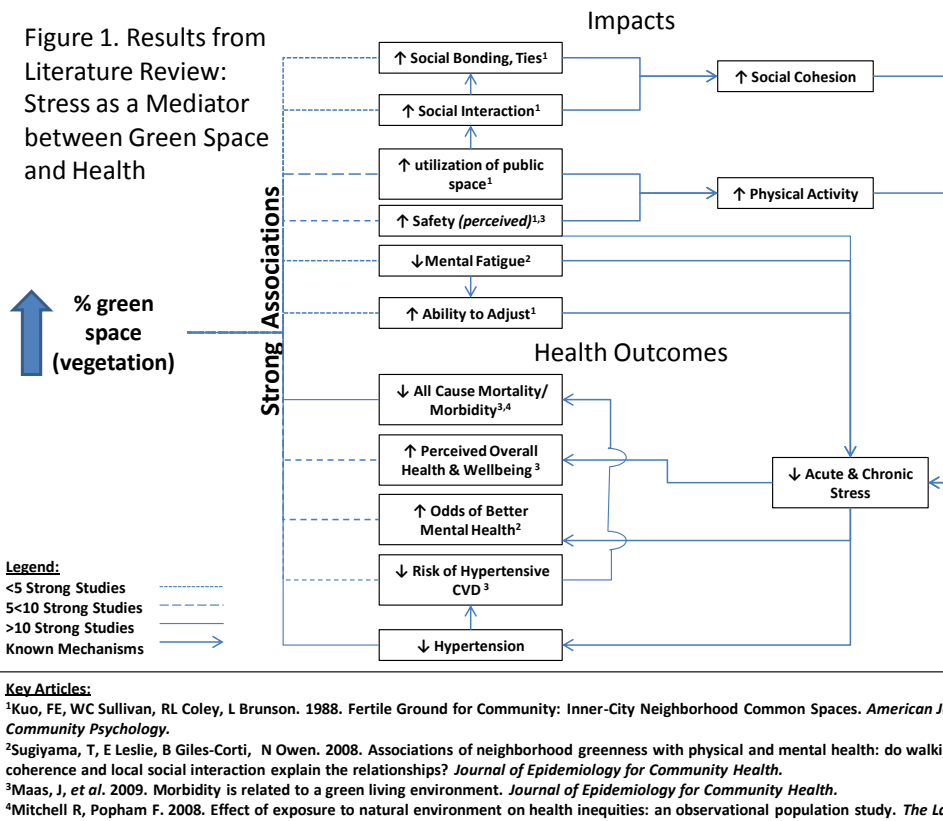 Figure 1. Results from
Literature Review:
Stress as a Mediator
between Green Space
and Health
Impacts
↑ Social Bonding, Ties¹
↑ Social Interaction¹
↑ utilization of public
space¹
↑ Safety (perceived)¹,³
↓ Mental Fatigue²
↑ Ability to Adjust¹
↑ Social Cohesion
↑ Physical Activity
Strong Associations
% green
space
(vegetation)
Health Outcomes
↓ All Cause Mortality/
Morbidity³,⁴
↑ Perceived Overall
Health & Wellbeing ³
↑ Odds of Better
Mental Health²
↓ Risk of Hypertensive
CVD ³
↓ Hypertension
↓ Acute & Chronic
Stress
Legend:
<5 Strong Studies
5<10 Strong Studies
>10 Strong Studies
Known Mechanisms
Key Articles:
¹Kuo, FE, WC Sullivan, RL Coley, L Brunson. 1988. Fertile Ground for Community: Inner-City Neighborhood Common Spaces. American
Community Psychology.
²Sugiyama, T, E Leslie, B Giles-Corti, N Owen. 2008. Associations of neighborhood greenness with physical and mental health: do
coherence and local social interaction explain the relationships? Journal of Epidemiology for Community Health.
³Maas, J, et al. 2009. Morbidity is related to a green living environment. Journal of Epidemiology for Community Health.
⁴Mitchell R, Popham F. 2008. Effect of exposure to natural environment on health inequities: an observational population study. The